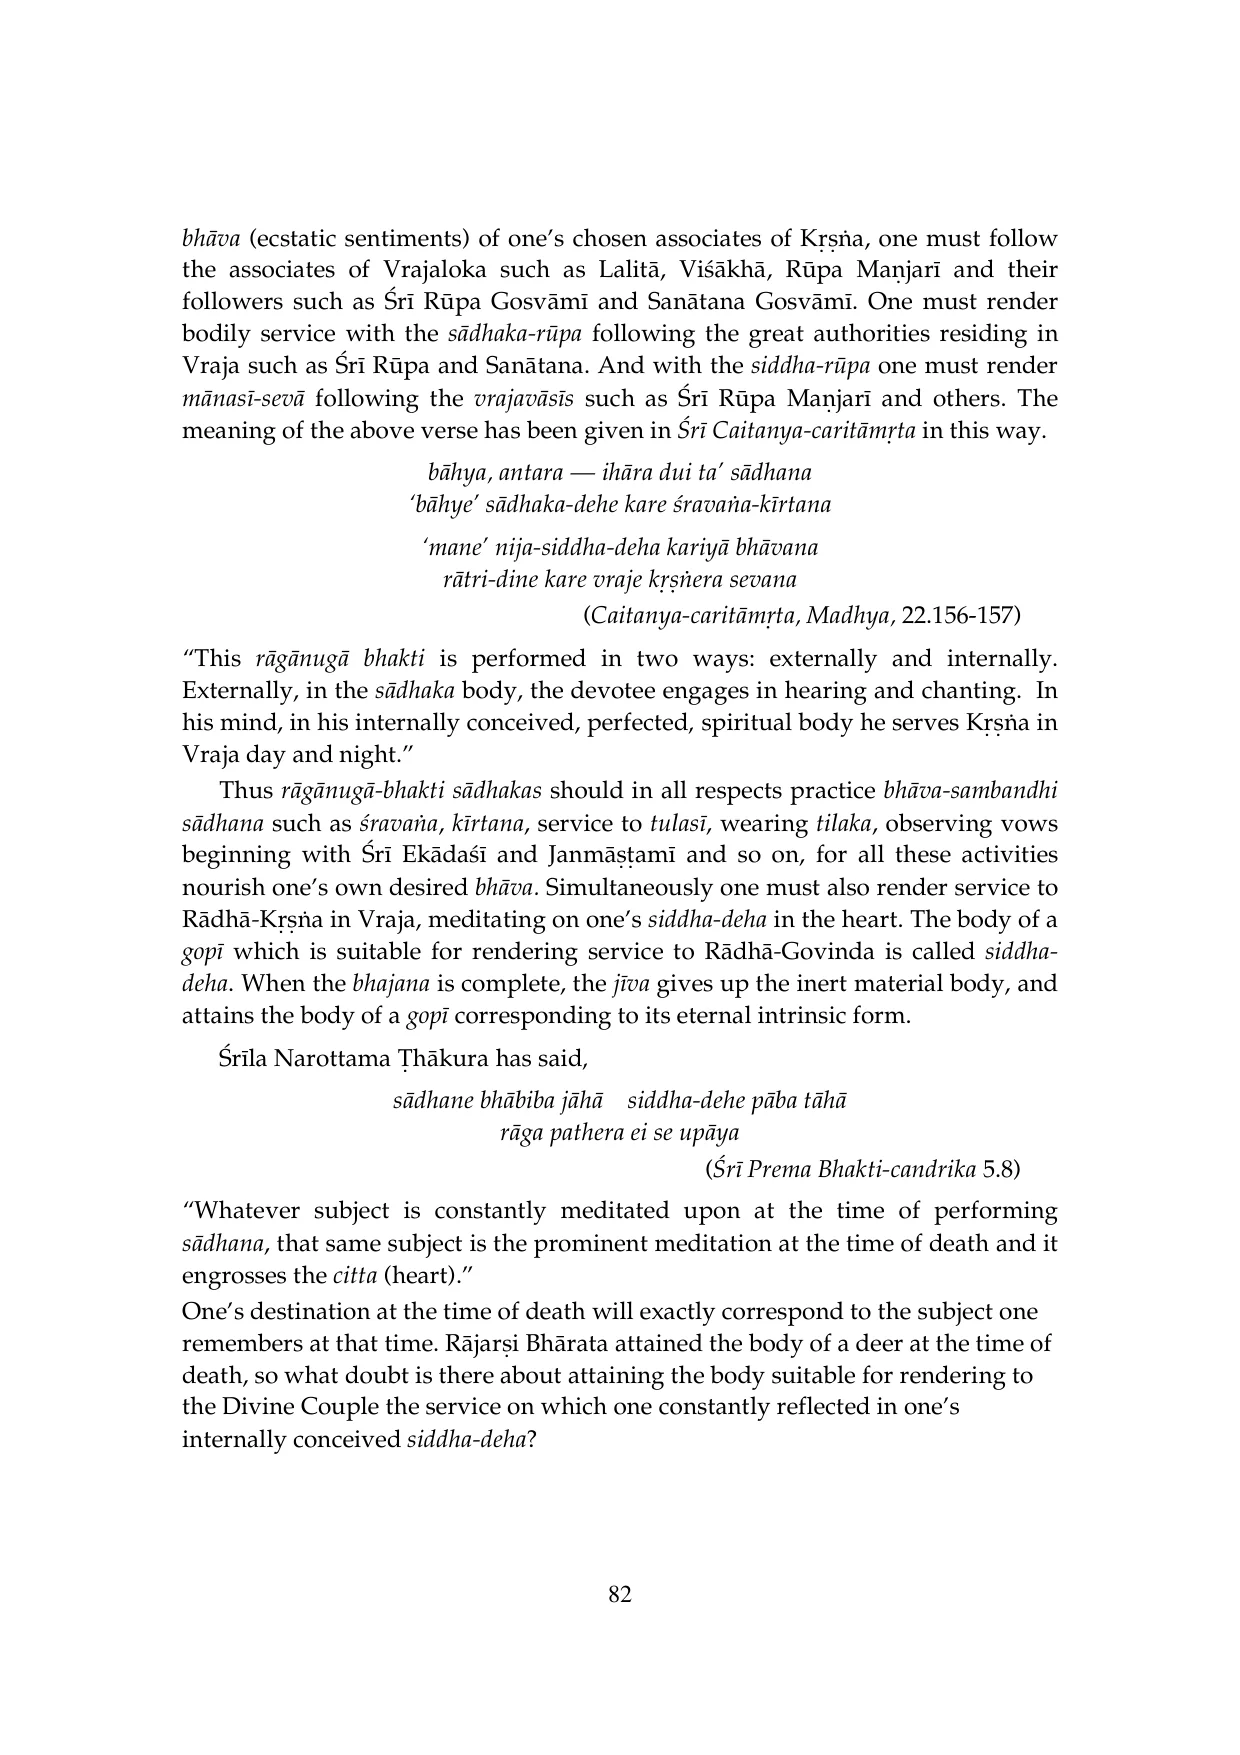 bhāva (ecstatic sentiments) of one’s chosen associates of Kṛṣṅa, one must follow
the associates of Vrajaloka such as Lalitā, Viśākhā, Rūpa Maṇjarī and their
followers such as Śrī Rūpa Gosvāmī and Sanātana Gosvāmī. One must render
bodily service with the sādhaka-rūpa following the great authorities residing in
Vraja such as Śrī Rūpa and Sanātana. And with the siddha-rūpa one must render
mānasī-sevā following the vrajavāsīs such as Śrī Rūpa Maṇjarī and others. The
meaning of the above verse has been given in Śrī Caitanya-caritāmṛta in this way.
bāhya, antara — ihāra dui ta’ sādhana
‘bāhye’ sādhaka-dehe kare śravaṅa-kīrtana
‘mane’ nija-siddha-deha kariyā bhāvana
rātri-dine kare vraje kṛṣṅera sevana
(Caitanya-caritāmṛta, Madhya, 22.156-157)
“This rāgānugā bhakti is performed in two ways: externally and internally.
Externally, in the sādhaka body, the devotee engages in hearing and chanting.  In
his mind, in his internally conceived, perfected, spiritual body he serves Kṛṣṅa in
Vraja day and night.”
Thus rāgānugā-bhakti sādhakas should in all respects practice bhāva-sambandhi
sādhana such as śravaṅa, kīrtana, service to tulasī, wearing tilaka, observing vows
beginning with Śrī Ekādaśī and Janmāṣṭamī and so on, for all these activities
nourish one’s own desired bhāva. Simultaneously one must also render service to
Rādhā-Kṛṣṅa in Vraja, meditating on one’s siddha-deha in the heart. The body of a
gopī which is suitable for rendering service to Rādhā-Govinda is called siddha-
deha. When the bhajana is complete, the jīva gives up the inert material body, and
attains the body of a gopī corresponding to its eternal intrinsic form.
Śrīla Narottama Ṭhākura has said,
sādhane bhābiba jāhā    siddha-dehe pāba tāhā
rāga pathera ei se upāya
(Śrī Prema Bhakti-candrika 5.8)
“Whatever subject is constantly meditated upon at the time of performing
sādhana, that same subject is the prominent meditation at the time of death and it
engrosses the citta (heart).”
One’s destination at the time of death will exactly correspond to the subject one
remembers at that time. Rājarṣi Bhārata attained the body of a deer at the time of
death, so what doubt is there about attaining the body suitable for rendering to
the Divine Couple the service on which one constantly reflected in one’s
internally conceived siddha-deha?
82